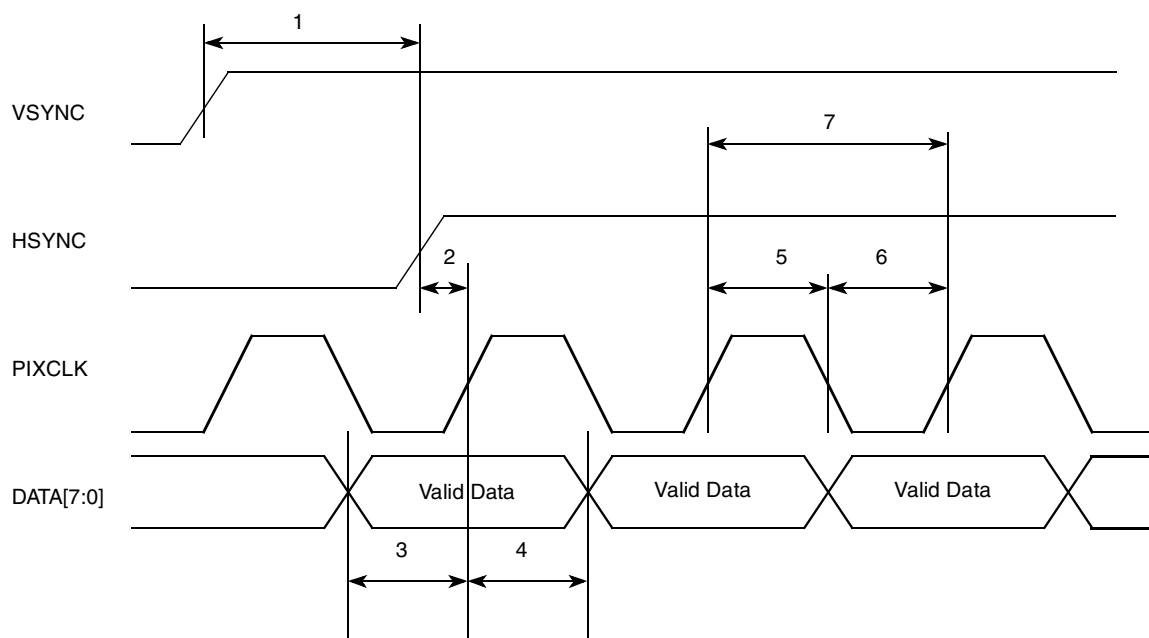 1
VSYNC
7
HSYNC
2
5
6
PIXCLK
DATA[7:0]
Valid Data
Valid Data
Valid Data
3
4